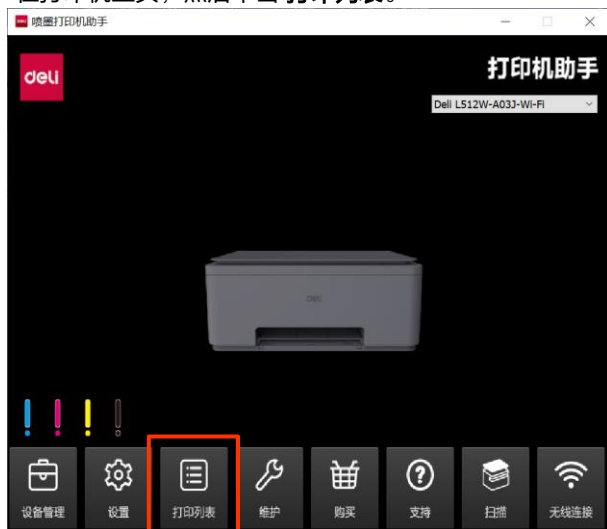 喷墨打印机助手
deli
打印机助手
Deli L512W-A03J-Wi-Fi
deli
设备管理
设置
打印列表
维护
购买
支持
扫描
无线连接